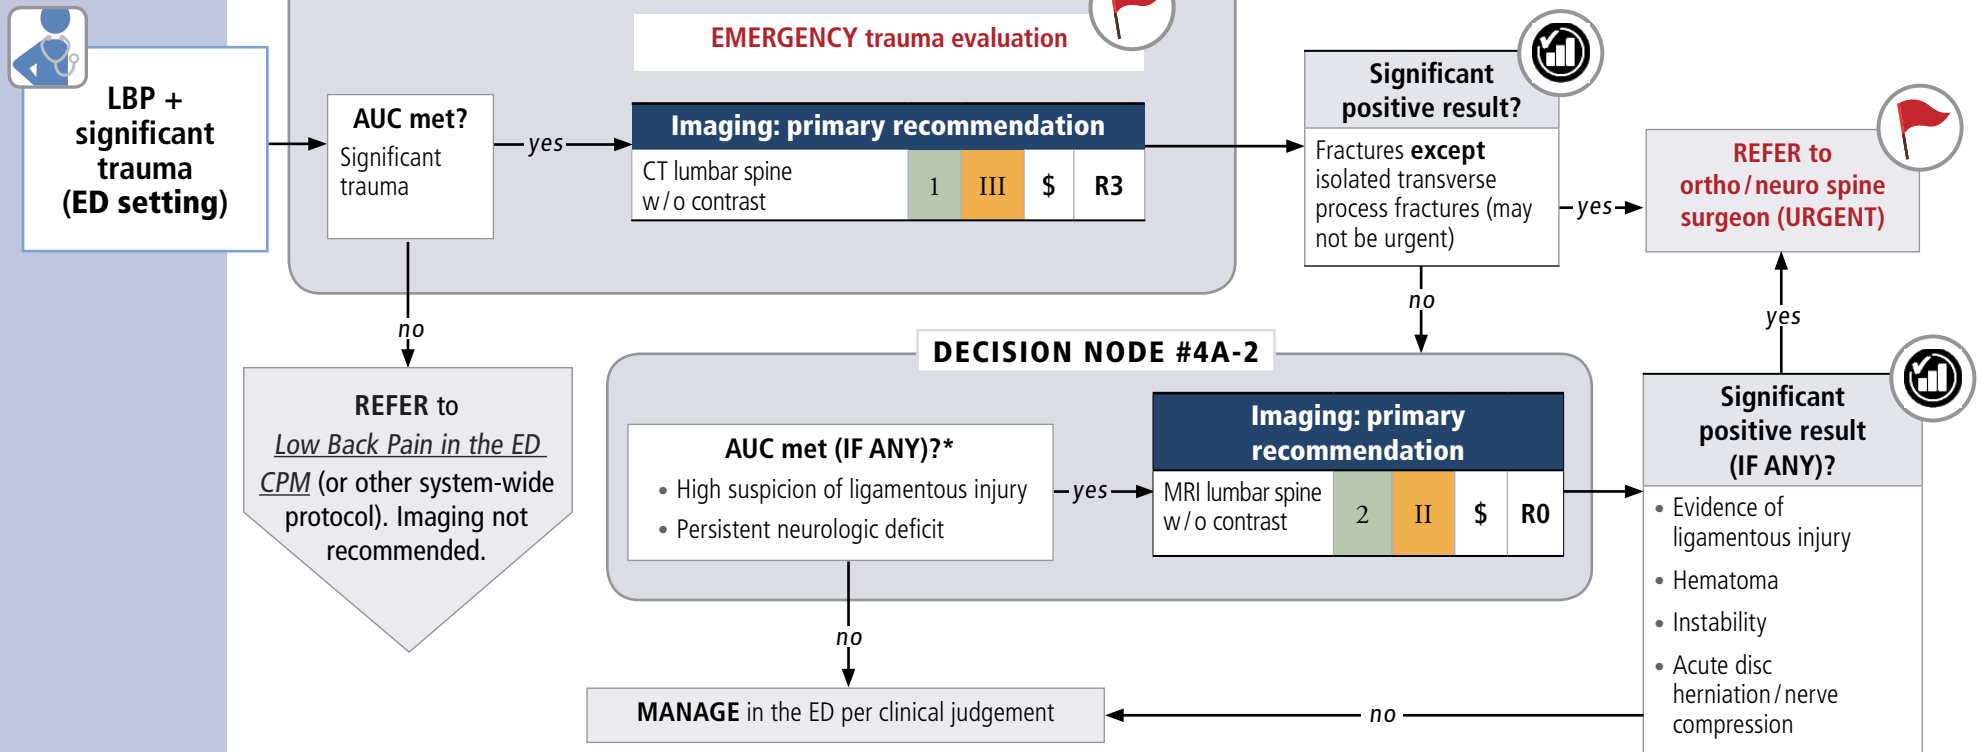 EMERGENCY trauma evaluation
LBP +
significant
trauma
(ED setting)
AUC met?
Significant
trauma
yes
Imaging: primary recommendation
CT lumbar spine
w/o contrast
1
III
$
R3
Significant
positive result?
Fractures except
isolated transverse
process fractures (may
not be urgent)
yes
REFER to
ortho/neuro spine
surgeon (URGENT)
no
no
yes
REFER to
Low Back Pain in the ED
CPM (or other system-wide
protocol). Imaging not
recommended.
DECISION NODE #4A-2
AUC met (IF ANY)?*
• High suspicion of ligamentous injury
• Persistent neurologic deficit
yes
Imaging: primary
recommendation
MRI lumbar spine
w/o contrast
2
II
$
R0
Significant
positive result
(IF ANY)?
• Evidence of
ligamentous injury
• Hematoma
• Instability
• Acute disc
herniation/nerve
compression
no
MANAGE in the ED per clinical judgement
no